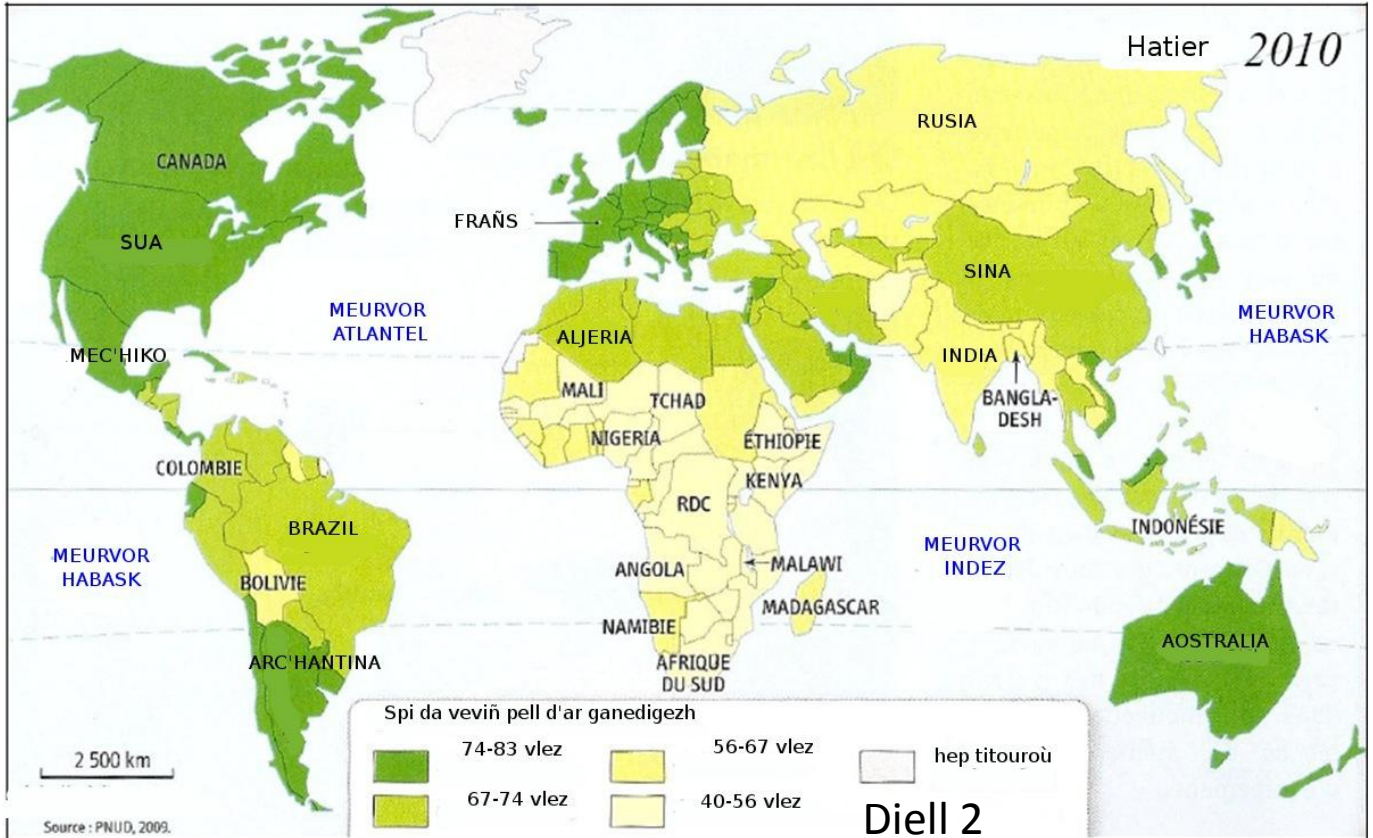 Hatier 2010
RUSIA
CANADA
FRAÑS
SUA
SINA
MEURVOR
ATLANTEL
MEURVOR
HABASK
ALJERIA
MEC'HIKO
INDIA
MALI
TCHAD
BANGLA-
DESH
NIGERIA
ÉTHIOPIE
COLOMBIE
KENYA
RDC
BRAZIL
INDONÉSIE
MEURVOR
HABASK
MEURVOR
INDEZ
BOLIVIE
ANGOLA
MALAWI
MADAGASCAR
NAMIBIE
AOSTRALIA
ARC'HANTINA
AFRIQUE
DU SUD
Spi da veviñ pell d'ar ganedigezh
74-83 vlez
56-67 vlez
hep titouroù
67-74 vlez
40-56 vlez
2 500 km
Diell 2
Source : PNUD, 2009.